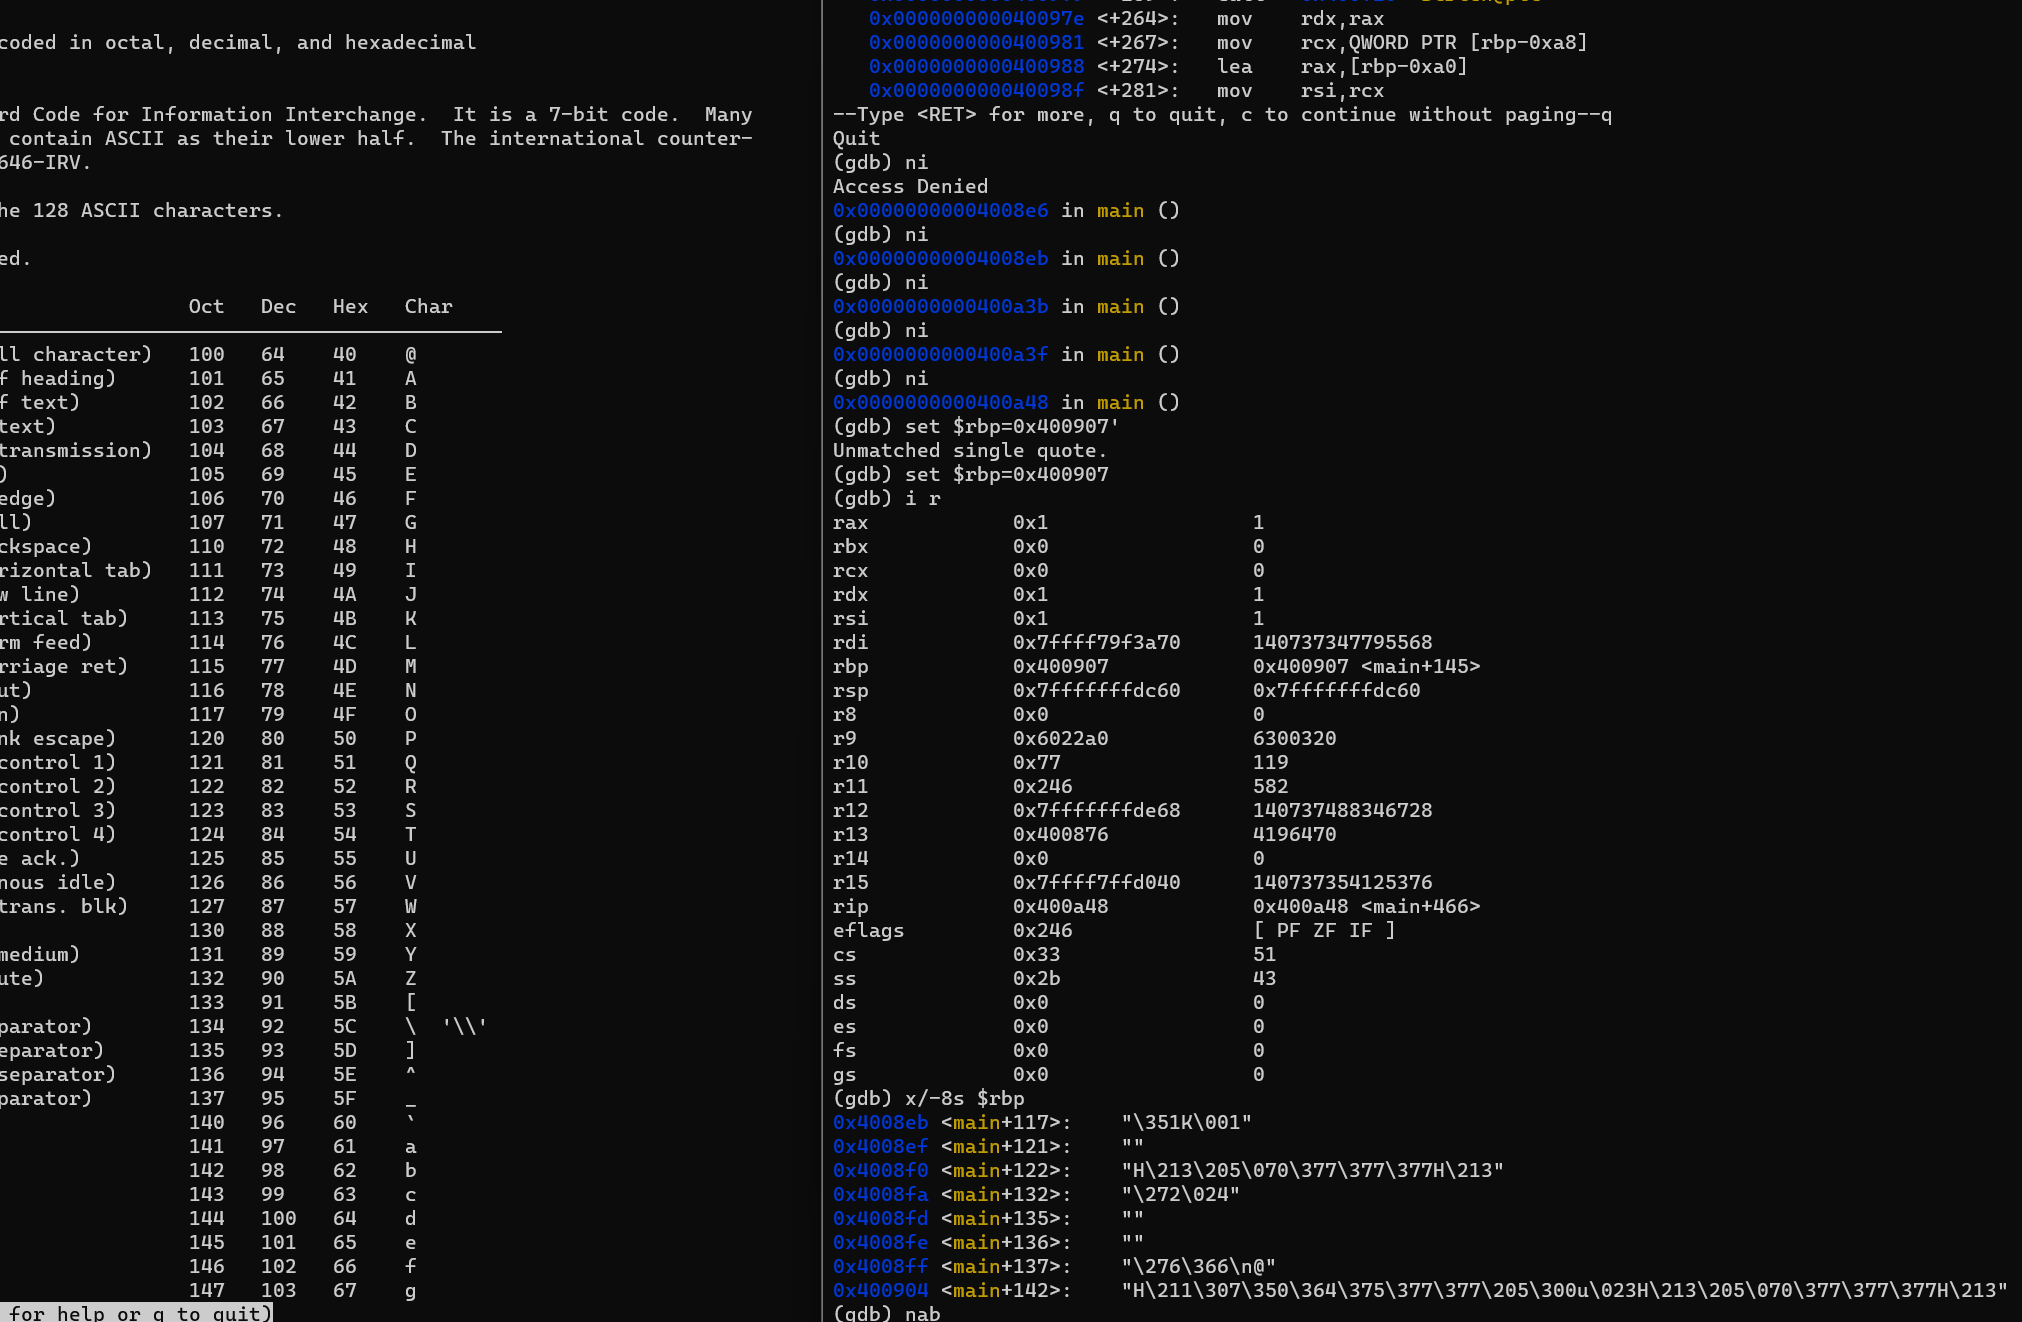 coded in octal, decimal, and hexadecimal
rd Code for Information Interchange.  It is a 7-bit code.  Many
 contain ASCII as their lower half.  The international counter-
646-IRV.
he 128 ASCII characters.
ed.
                Oct   Dec   Hex   Char
ll character)   100   64    40    @
f heading)      101   65    41    A
f text)         102   66    42    B
text)           103   67    43    C
transmission)   104   68    44    D
)               105   69    45    E
edge)           106   70    46    F
ll)             107   71    47    G
ckspace)        110   72    48    H
rizontal tab)   111   73    49    I
w line)         112   74    4A    J
rtical tab)     113   75    4B    K
rm feed)        114   76    4C    L
rriage ret)     115   77    4D    M
ut)             116   78    4E    N
n)              117   79    4F    O
nk escape)      120   80    50    P
control 1)      121   81    51    Q
control 2)      122   82    52    R
control 3)      123   83    53    S
control 4)      124   84    54    T
e ack.)         125   85    55    U
nous idle)      126   86    56    V
trans. blk)     127   87    57    W
                130   88    58    X
medium)         131   89    59    Y
ute)            132   90    5A    Z
                133   91    5B    [
parator)        134   92    5C    \  '\\'
eparator)       135   93    5D    ]
separator)      136   94    5E    ^
parator)        137   95    5F    _
                140   96    60    `
                141   97    61    a
                142   98    62    b
                143   99    63    c
                144   100   64    d
                145   101   65    e
                146   102   66    f
                147   103   67    g
 for help or q to quit)
   0x000000000040097e <+264>:   mov    rdx,rax
   0x0000000000400981 <+267>:   mov    rcx,QWORD PTR [rbp-0xa8]
   0x0000000000400988 <+274>:   lea    rax,[rbp-0xa0]
   0x000000000040098f <+281>:   mov    rsi,rcx
--Type <RET> for more, q to quit, c to continue without paging--q
Quit
(gdb) ni
Access Denied
0x00000000004008e6 in main ()
(gdb) ni
0x00000000004008eb in main ()
(gdb) ni
0x0000000000400a3b in main ()
(gdb) ni
0x0000000000400a3f in main ()
(gdb) ni
0x0000000000400a48 in main ()
(gdb) set $rbp=0x400907'
Unmatched single quote.
(gdb) set $rbp=0x400907
(gdb) i r
rax            0x1                 1
rbx            0x0                 0
rcx            0x0                 0
rdx            0x1                 1
rsi            0x1                 1
rdi            0x7ffff79f3a70      140737347795568
rbp            0x400907            0x400907 <main+145>
rsp            0x7fffffffdc60      0x7fffffffdc60
r8             0x0                 0
r9             0x6022a0            6300320
r10            0x77                119
r11            0x246               582
r12            0x7fffffffde68      140737488346728
r13            0x400876            4196470
r14            0x0                 0
r15            0x7ffff7ffd040      140737354125376
rip            0x400a48            0x400a48 <main+466>
eflags         0x246               [ PF ZF IF ]
cs             0x33                51
ss             0x2b                43
ds             0x0                 0
es             0x0                 0
fs             0x0                 0
gs             0x0                 0
(gdb) x/-8s $rbp
0x4008eb <main+117>:    "\351K\001"
0x4008ef <main+121>:    ""
0x4008f0 <main+122>:    "H\213\205\070\377\377\377H\213"
0x4008fa <main+132>:    "\272\024"
0x4008fd <main+135>:    ""
0x4008fe <main+136>:    ""
0x4008ff <main+137>:    "\276\366\n@"
0x400904 <main+142>:    "H\211\307\350\364\375\377\377\205\300u\023H\213\205\070\377\377\377H\213"
(gdb) nab